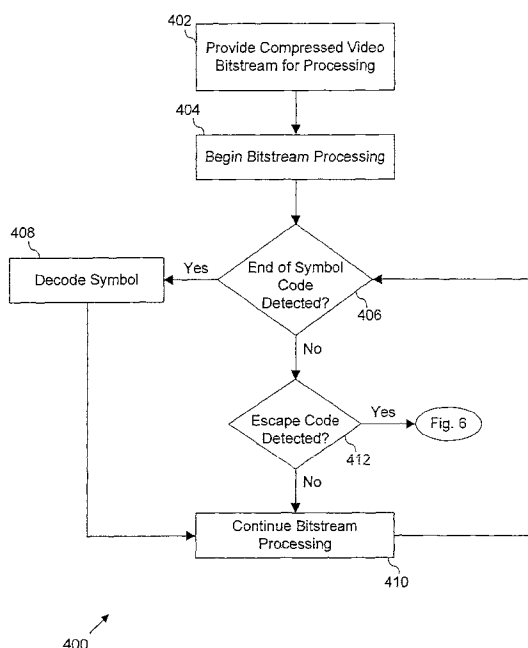 402
Provide Compressed Video
Bitstream for Processing
404
Begin Bitstream Processing
408
Decode Symbol
Yes
End of Symbol
Code
Detected?
406
No
Escape Code
Detected?
Yes
Fig. 6
412
No
Continue Bitstream
Processing
410
400